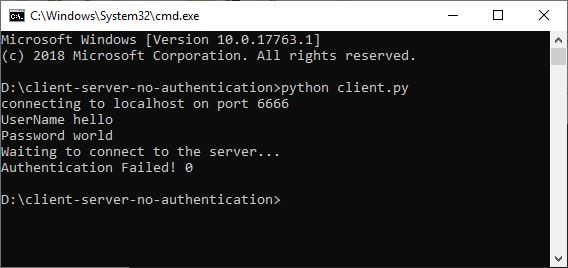 C:\Windows\System32\cmd.exe
Microsoft Windows [Version 10.0.17763.1]
(c) 2018 Microsoft Corporation. All rights reserved.
D:\client-server-no-authentication>python client.py
connecting to localhost on port 6666
UserName hello
Password world
Waiting to connect to the server...
Authentication Failed! 0
D:\client-server-no-authentication>